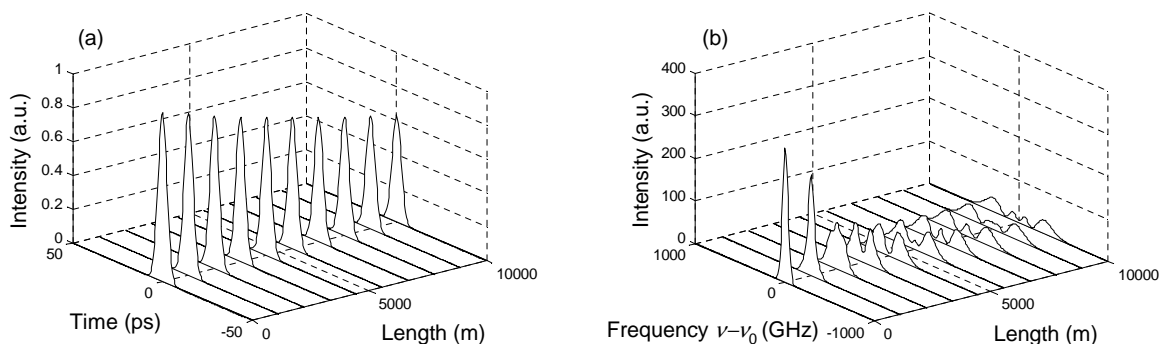 (a)
Intensity (a.u.)
1
0.8
0.6
0.4
0.2
0
50
0
-50
Time (ps)
0
5000
10000
Length (m)
(b)
Intensity (a.u.)
400
300
200
100
0
1000
0
-1000
Frequency ν−ν₀ (GHz)
0
5000
10000
Length (m)